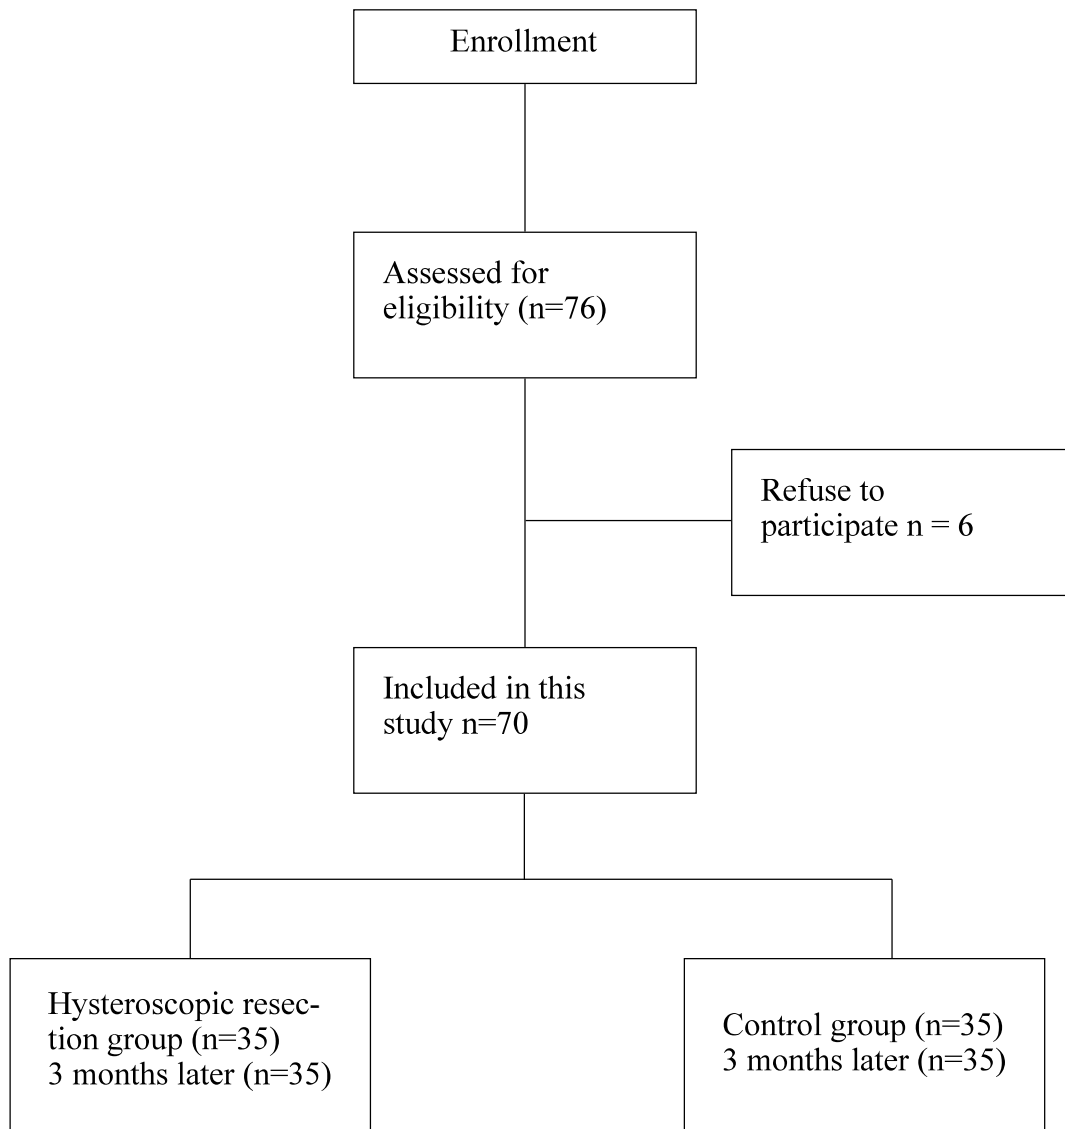 Enrollment
Assessed for
eligibility (n=76)
Refuse to
participate n = 6
Included in this
study n=70
Hysteroscopic resec-
tion group (n=35)
3 months later (n=35)
Control group (n=35)
3 months later (n=35)